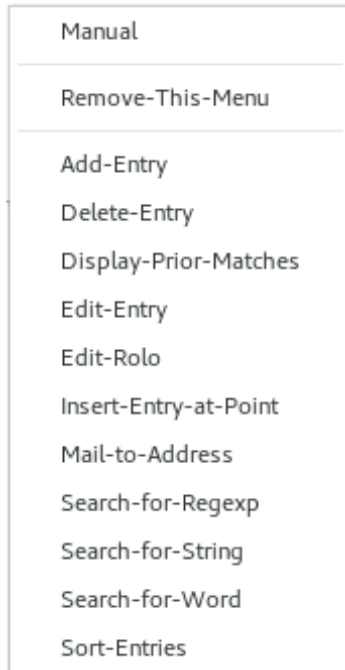 Manual
Remove-This-Menu
Add-Entry
Delete-Entry
Display-Prior-Matches
Edit-Entry
Edit-Rolo
Insert-Entry-at-Point
Mail-to-Address
Search-for-Regexp
Search-for-String
Search-for-Word
Sort-Entries